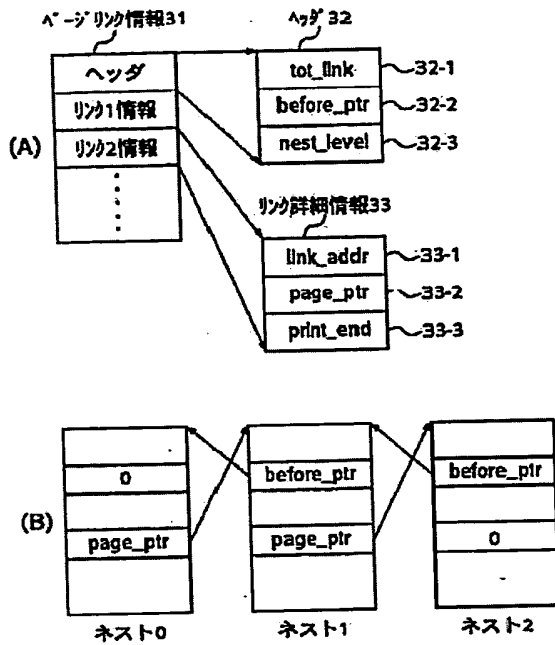 ページリンク情報31
ヘッダ
リンク1情報
リンク2情報
(A)
ヘッダ32
tot_link
32-1
before_ptr
32-2
nest_level
32-3
リンク詳細情報33
link_addr
33-1
page_ptr
33-2
print_end
33-3
(B)
0
page_ptr
ネスト0
before_ptr
page_ptr
ネスト1
before_ptr
0
ネスト2